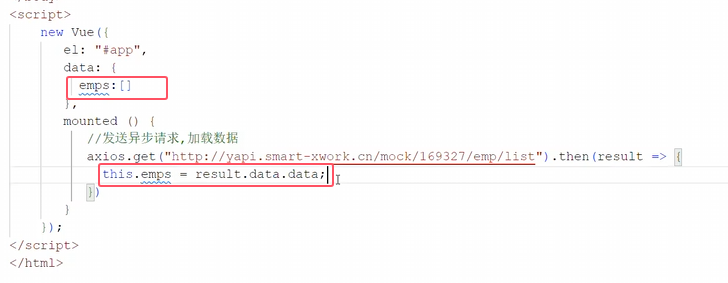 </body>
<script>
new Vue({
el: "#app",
data: {
emps:[]
},
mounted () {
//发送异步请求,加载数据
axios.get("http://yapi.smart-xwork.cn/mock/169327/emp/list").then(result => {
this.emps = result.data.data;
})
}
});
</script>
</html>